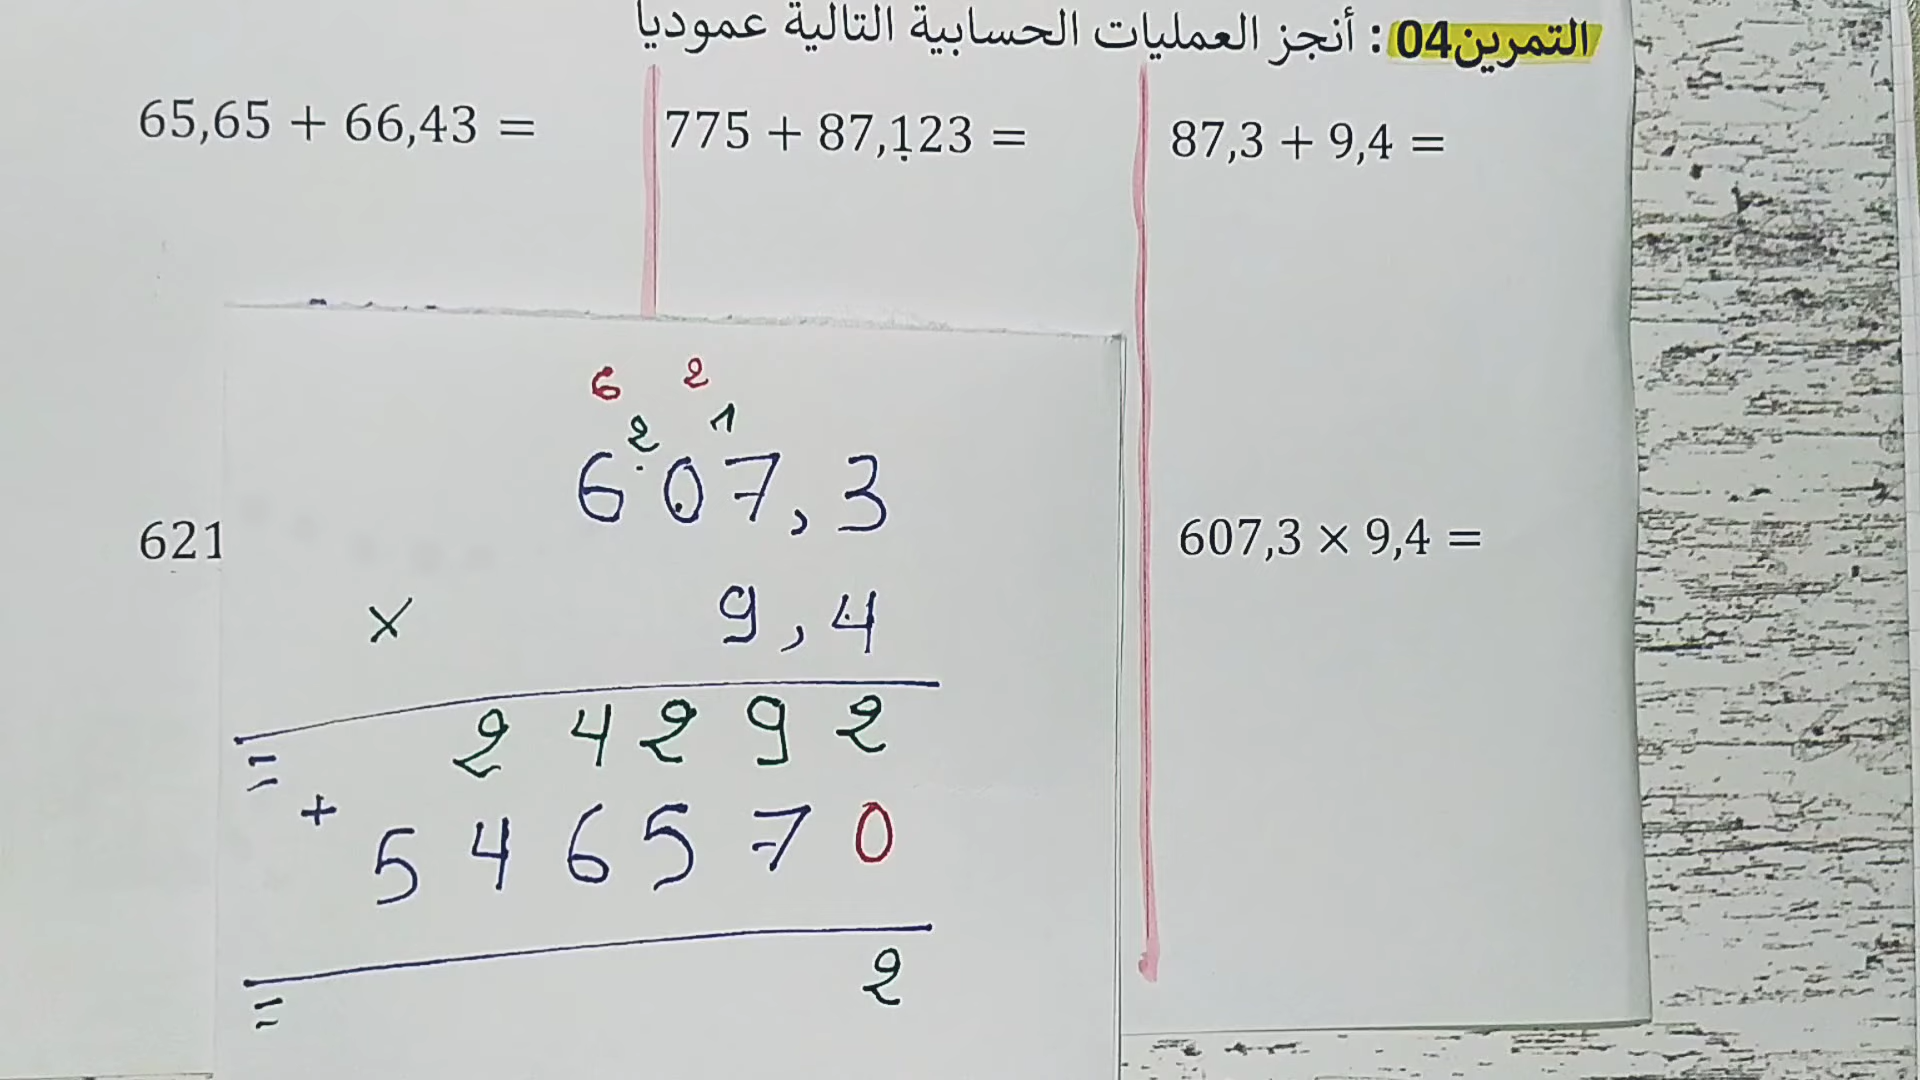 التمرين04 : أنجز العمليات الحسابية التالية عموديا
65,65 + 66,43 =
775 + 87,123 =
87,3 + 9,4 =
6 2
2 1
607,3
621
607,3 × 9,4 =
× 9,4
= 24292
+ 546570
= 2